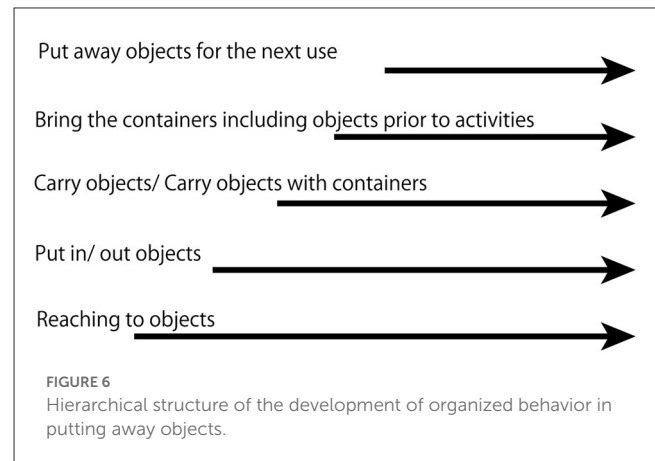 Put away objects for the next use
Bring the containers including objects prior to activities
Carry objects/ Carry objects with containers
Put in/ out objects
Reaching to objects
FIGURE 6
Hierarchical structure of the development of organized behavior in
putting away objects.